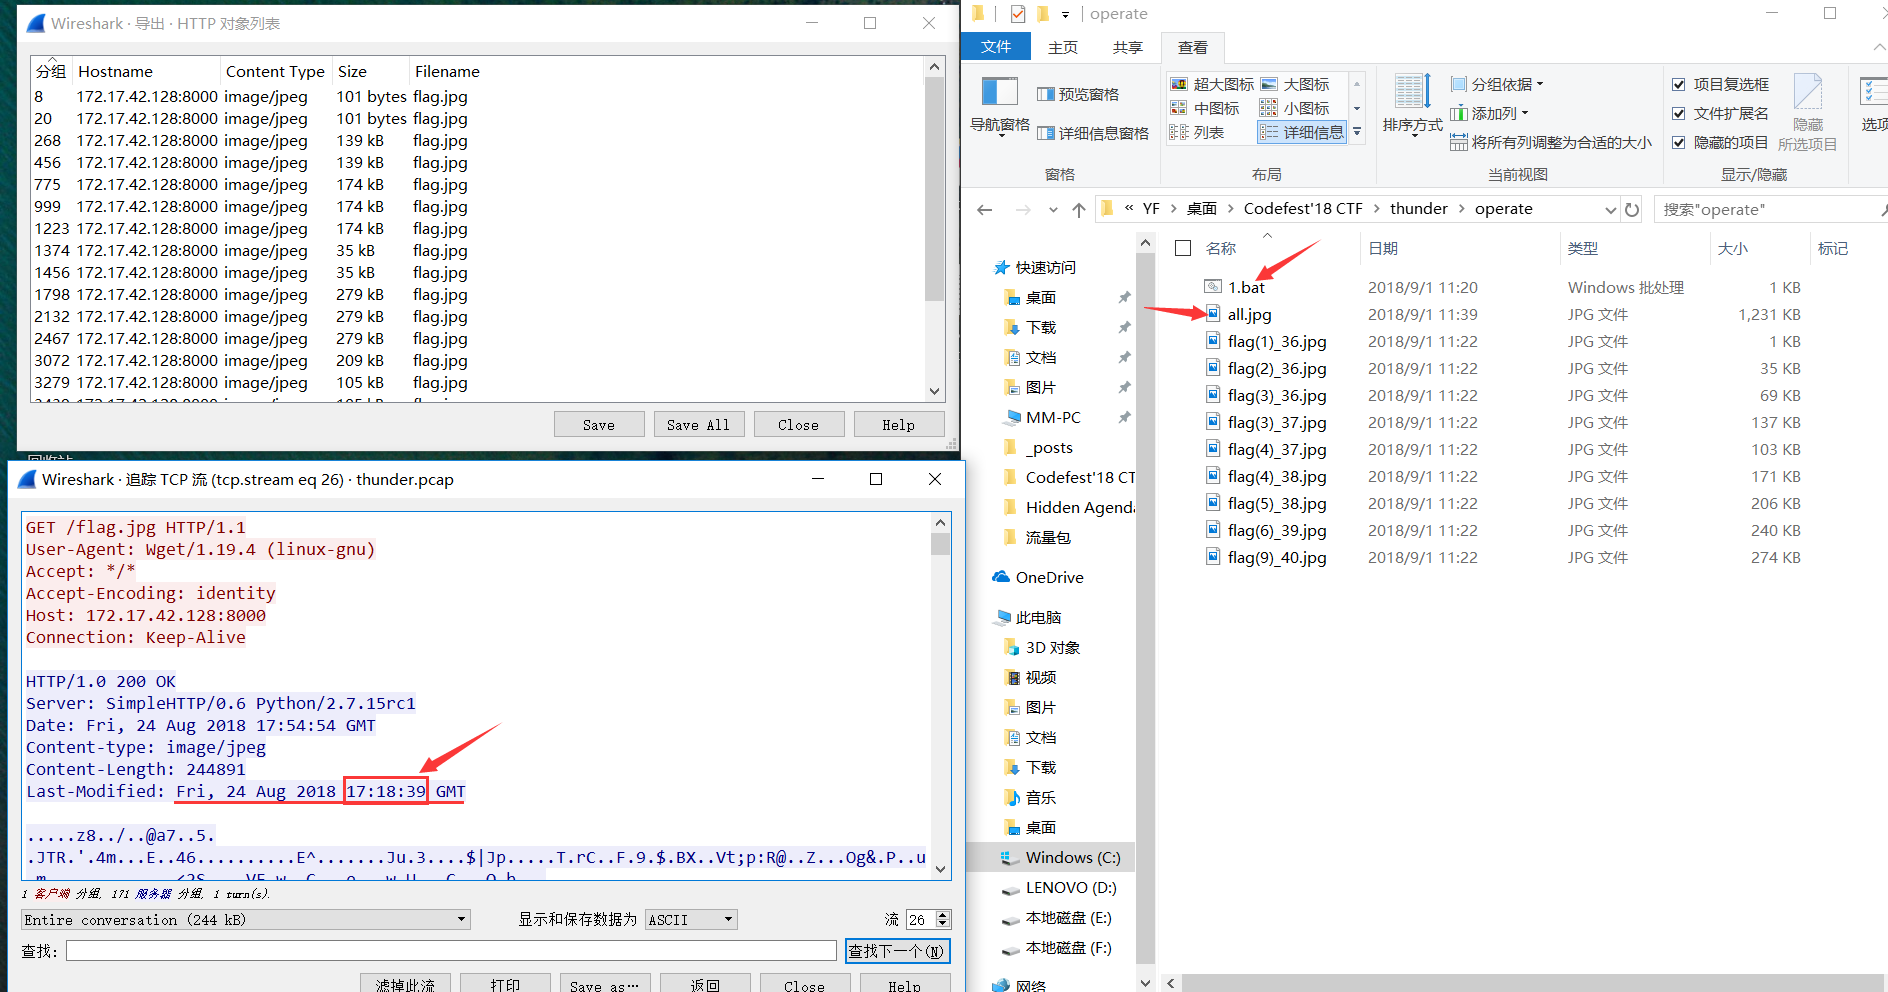 Wireshark · 导出 · HTTP 对象列表
分组 Hostname Content Type Size Filename
8 172.17.42.128:8000 image/jpeg 101 bytes flag.jpg
20 172.17.42.128:8000 image/jpeg 101 bytes flag.jpg
268 172.17.42.128:8000 image/jpeg 139 kB flag.jpg
456 172.17.42.128:8000 image/jpeg 139 kB flag.jpg
775 172.17.42.128:8000 image/jpeg 174 kB flag.jpg
999 172.17.42.128:8000 image/jpeg 174 kB flag.jpg
1223 172.17.42.128:8000 image/jpeg 174 kB flag.jpg
1374 172.17.42.128:8000 image/jpeg 35 kB flag.jpg
1456 172.17.42.128:8000 image/jpeg 35 kB flag.jpg
1798 172.17.42.128:8000 image/jpeg 279 kB flag.jpg
2132 172.17.42.128:8000 image/jpeg 279 kB flag.jpg
2467 172.17.42.128:8000 image/jpeg 279 kB flag.jpg
3072 172.17.42.128:8000 image/jpeg 209 kB flag.jpg
3279 172.17.42.128:8000 image/jpeg 105 kB flag.jpg
Save Save All Close Help
Wireshark · 追踪 TCP 流 (tcp.stream eq 26) · thunder.pcap
GET /flag.jpg HTTP/1.1
User-Agent: Wget/1.19.4 (linux-gnu)
Accept: */*
Accept-Encoding: identity
Host: 172.17.42.128:8000
Connection: Keep-Alive
HTTP/1.0 200 OK
Server: SimpleHTTP/0.6 Python/2.7.15rc1
Date: Fri, 24 Aug 2018 17:54:54 GMT
Content-type: image/jpeg
Content-Length: 244891
Last-Modified: Fri, 24 Aug 2018 17:18:39 GMT
.....z8../..@a7..5.
.JTR.'.4m...E..46..........E^.......Ju.3....$|Jp.....T.rC..F.9.$.BX..Vt;p:R@..Z...Og&.P..u
1 客户端 分组, 171 服务器 分组, 1 turn(s).
Entire conversation (244 kB) 显示和保存数据为 ASCII 流 26
查找: 查找下一个(N)
滤掉此流 打印 Save as… 返回 Close Help
operate
文件 主页 共享 查看
导航窗格 预览窗格 详细信息窗格
窗格
超大图标 大图标
中图标 小图标
列表 详细信息
布局
排序方式 分组依据
添加列
将所有列调整为合适的大小
当前视图
项目复选框
文件扩展名
隐藏的项目
隐藏
所选项目
显示/隐藏
« YF > 桌面 > Codefest'18 CTF > thunder > operate 搜索"operate"
快速访问
桌面
下载
文档
图片
MM-PC
_posts
Codefest'18 CT
Hidden Agenda
流量包
OneDrive
此电脑
3D 对象
视频
图片
文档
下载
音乐
桌面
Windows (C:)
LENOVO (D:)
本地磁盘 (E:)
本地磁盘 (F:)
网络
名称 日期 类型 大小 标记
1.bat 2018/9/1 11:20 Windows 批处理 1 KB
all.jpg 2018/9/1 11:39 JPG 文件 1,231 KB
flag(1)_36.jpg 2018/9/1 11:22 JPG 文件 1 KB
flag(2)_36.jpg 2018/9/1 11:22 JPG 文件 35 KB
flag(3)_36.jpg 2018/9/1 11:22 JPG 文件 69 KB
flag(3)_37.jpg 2018/9/1 11:22 JPG 文件 137 KB
flag(4)_37.jpg 2018/9/1 11:22 JPG 文件 103 KB
flag(4)_38.jpg 2018/9/1 11:22 JPG 文件 171 KB
flag(5)_38.jpg 2018/9/1 11:22 JPG 文件 206 KB
flag(6)_39.jpg 2018/9/1 11:22 JPG 文件 240 KB
flag(9)_40.jpg 2018/9/1 11:22 JPG 文件 274 KB